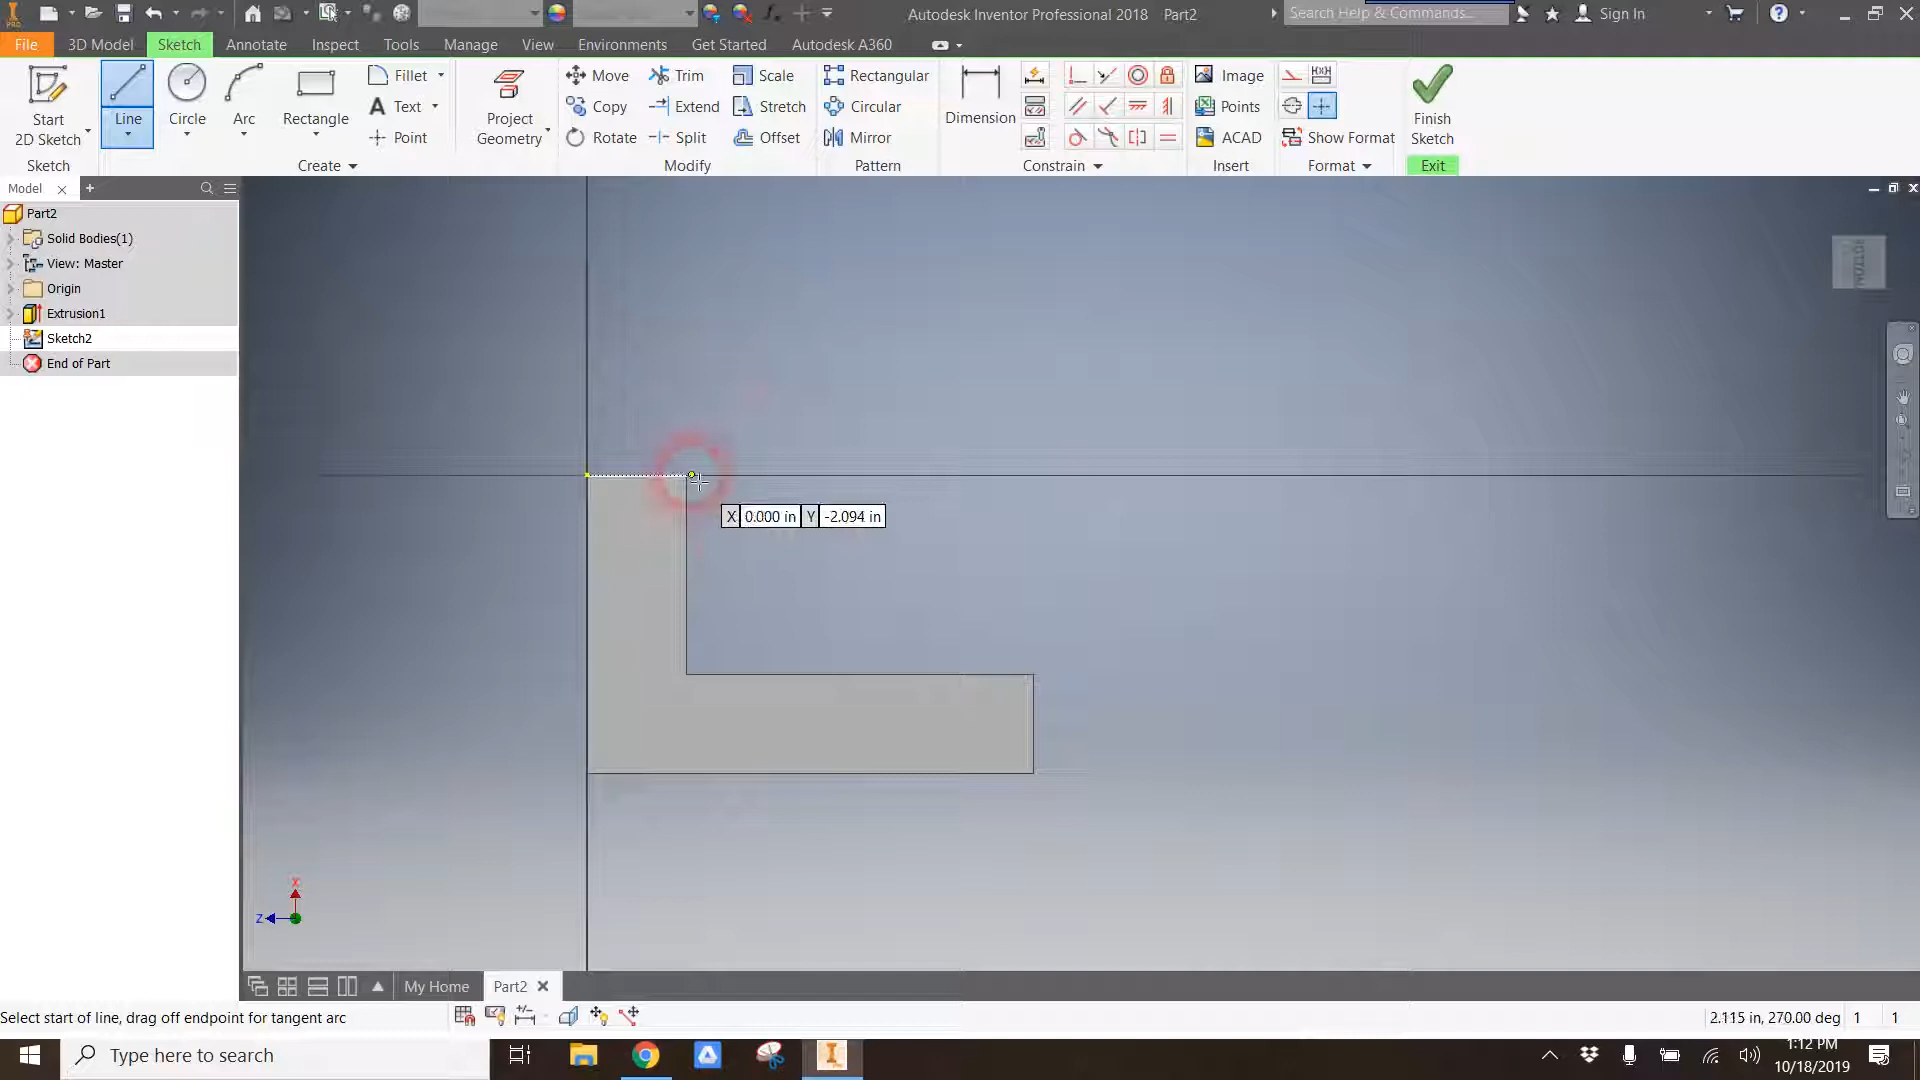 Autodesk Inventor Professional 2018 Part2
Search Help & Commands...
Sign In
File 3D Model Sketch Annotate Inspect Tools Manage View Environments Get Started Autodesk A360
Start
2D Sketch
Line
Circle
Arc
Rectangle
Fillet
Text
Point
Project
Geometry
Move
Copy
Rotate
Trim
Extend
Split
Scale
Stretch
Offset
Rectangular
Circular
Mirror
Dimension
Image
Points
ACAD
Show Format
Finish
Sketch
Sketch Create Modify Pattern Constrain Insert Format Exit
Model
Part2
Solid Bodies(1)
View: Master
Origin
Extrusion1
Sketch2
End of Part
X 0.000 in Y -2.094 in
X
Z
My Home Part2
Select start of line, drag off endpoint for tangent arc
2.115 in, 270.00 deg 1 1
Type here to search
1:12 PM
10/18/2019